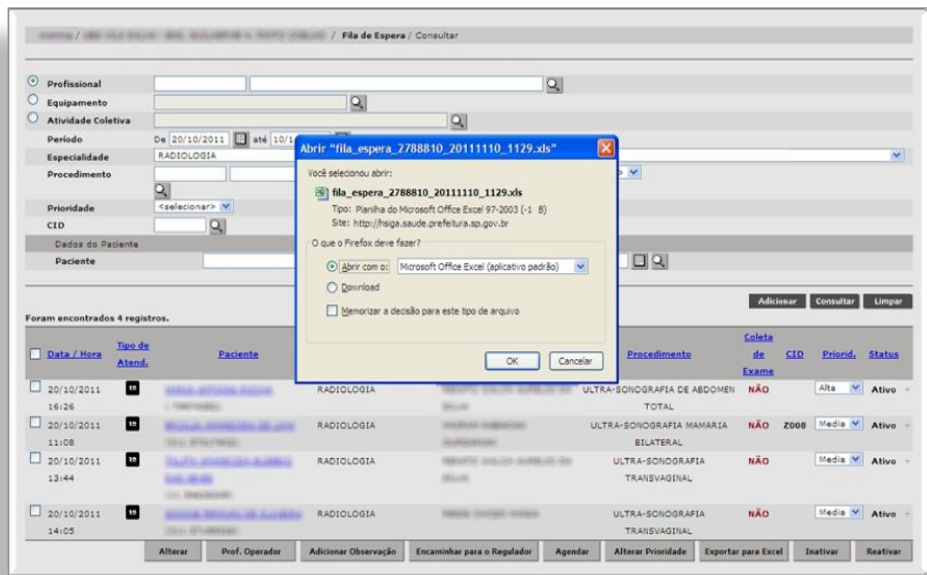 / Fila de Espera / Consultar
Profissional
Equipamento
Atividade Coletiva
Período De 20/10/2011 até 10/1
Especialidade RADIOLOGIA
Procedimento
Prioridade <selecionar>
CID
Dados do Paciente
Paciente
Abrir "fila_espera_2788810_20111110_1129.xls"
Você selecionou abrir:
fila_espera_2788810_20111110_1129.xls
Tipo: Planilha do Microsoft Office Excel 97-2003 (-1 B)
Site: http://hsiga.saude.prefeitura.sp.gov.br
O que o Firefox deve fazer?
Abrir com o: Microsoft Office Excel (aplicativo padrão)
Download
Memorizar a decisão para este tipo de arquivo
OK Cancelar
Adicionar Consultar Limpar
Foram encontrados 4 registros.
Data / Hora Tipo de Atend. Paciente Procedimento Coleta de Exame CID Priorid. Status
20/10/2011 16:26 RADIOLOGIA ULTRA-SONOGRAFIA DE ABDOMEN TOTAL NÃO Alta Ativo
20/10/2011 11:08 RADIOLOGIA ULTRA-SONOGRAFIA MAMARIA BILATERAL NÃO Z008 Media Ativo
20/10/2011 13:44 RADIOLOGIA ULTRA-SONOGRAFIA TRANSVAGINAL NÃO Media Ativo
20/10/2011 14:05 RADIOLOGIA ULTRA-SONOGRAFIA TRANSVAGINAL NÃO Media Ativo
Alterar Prof. Operador Adicionar Observação Encaminhar para o Regulador Agendar Alterar Prioridade Exportar para Excel Inativar Reativar